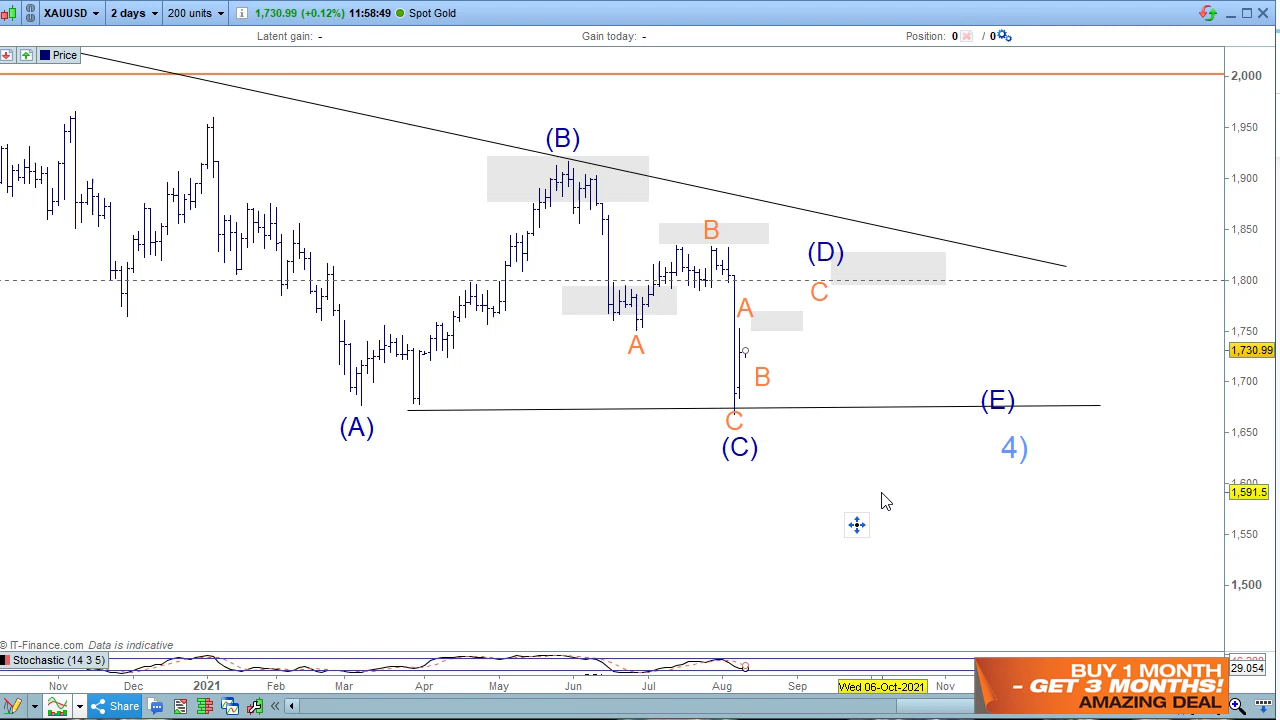 XAUUSD 2 days 200 units 1,730.99 (+0.12%) 11:58:49 Spot Gold
Latent gain: - Gain today: - Position: 0 / 0
Price
2,000
1,950
(B)
1,900
B
1,850
(D)
1,800
C
A
1,750
A
1,730.99
B
1,700
(E)
C
(A)
(C)
4)
1,650
1,600
1,591.5
1,550
1,500
© IT-Finance.com Data is indicative
Stochastic (14 3 5)
29.054
Nov Dec 2021 Feb Mar Apr May Jun Jul Aug Sep Wed 06-Oct-2021 Nov
BUY 1 MONTH
- GET 3 MONTHS!
AMAZING DEAL
Share